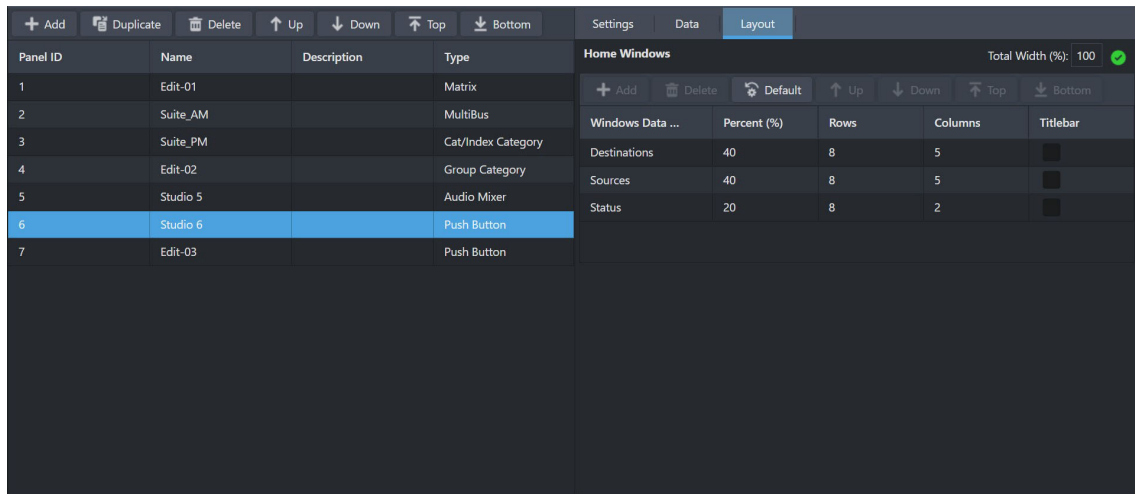 Add Duplicate Delete Up Down Top Bottom
Panel ID Name Description Type
1 Edit-01 Matrix
2 Suite_AM MultiBus
3 Suite_PM Cat/Index Category
4 Edit-02 Group Category
5 Studio 5 Audio Mixer
6 Studio 6 Push Button
7 Edit-03 Push Button
Settings Data Layout
Home Windows Total Width (%): 100
Add Delete Default Up Down Top Bottom
Windows Data ... Percent (%) Rows Columns Titlebar
Destinations 40 8 5
Sources 40 8 5
Status 20 8 2